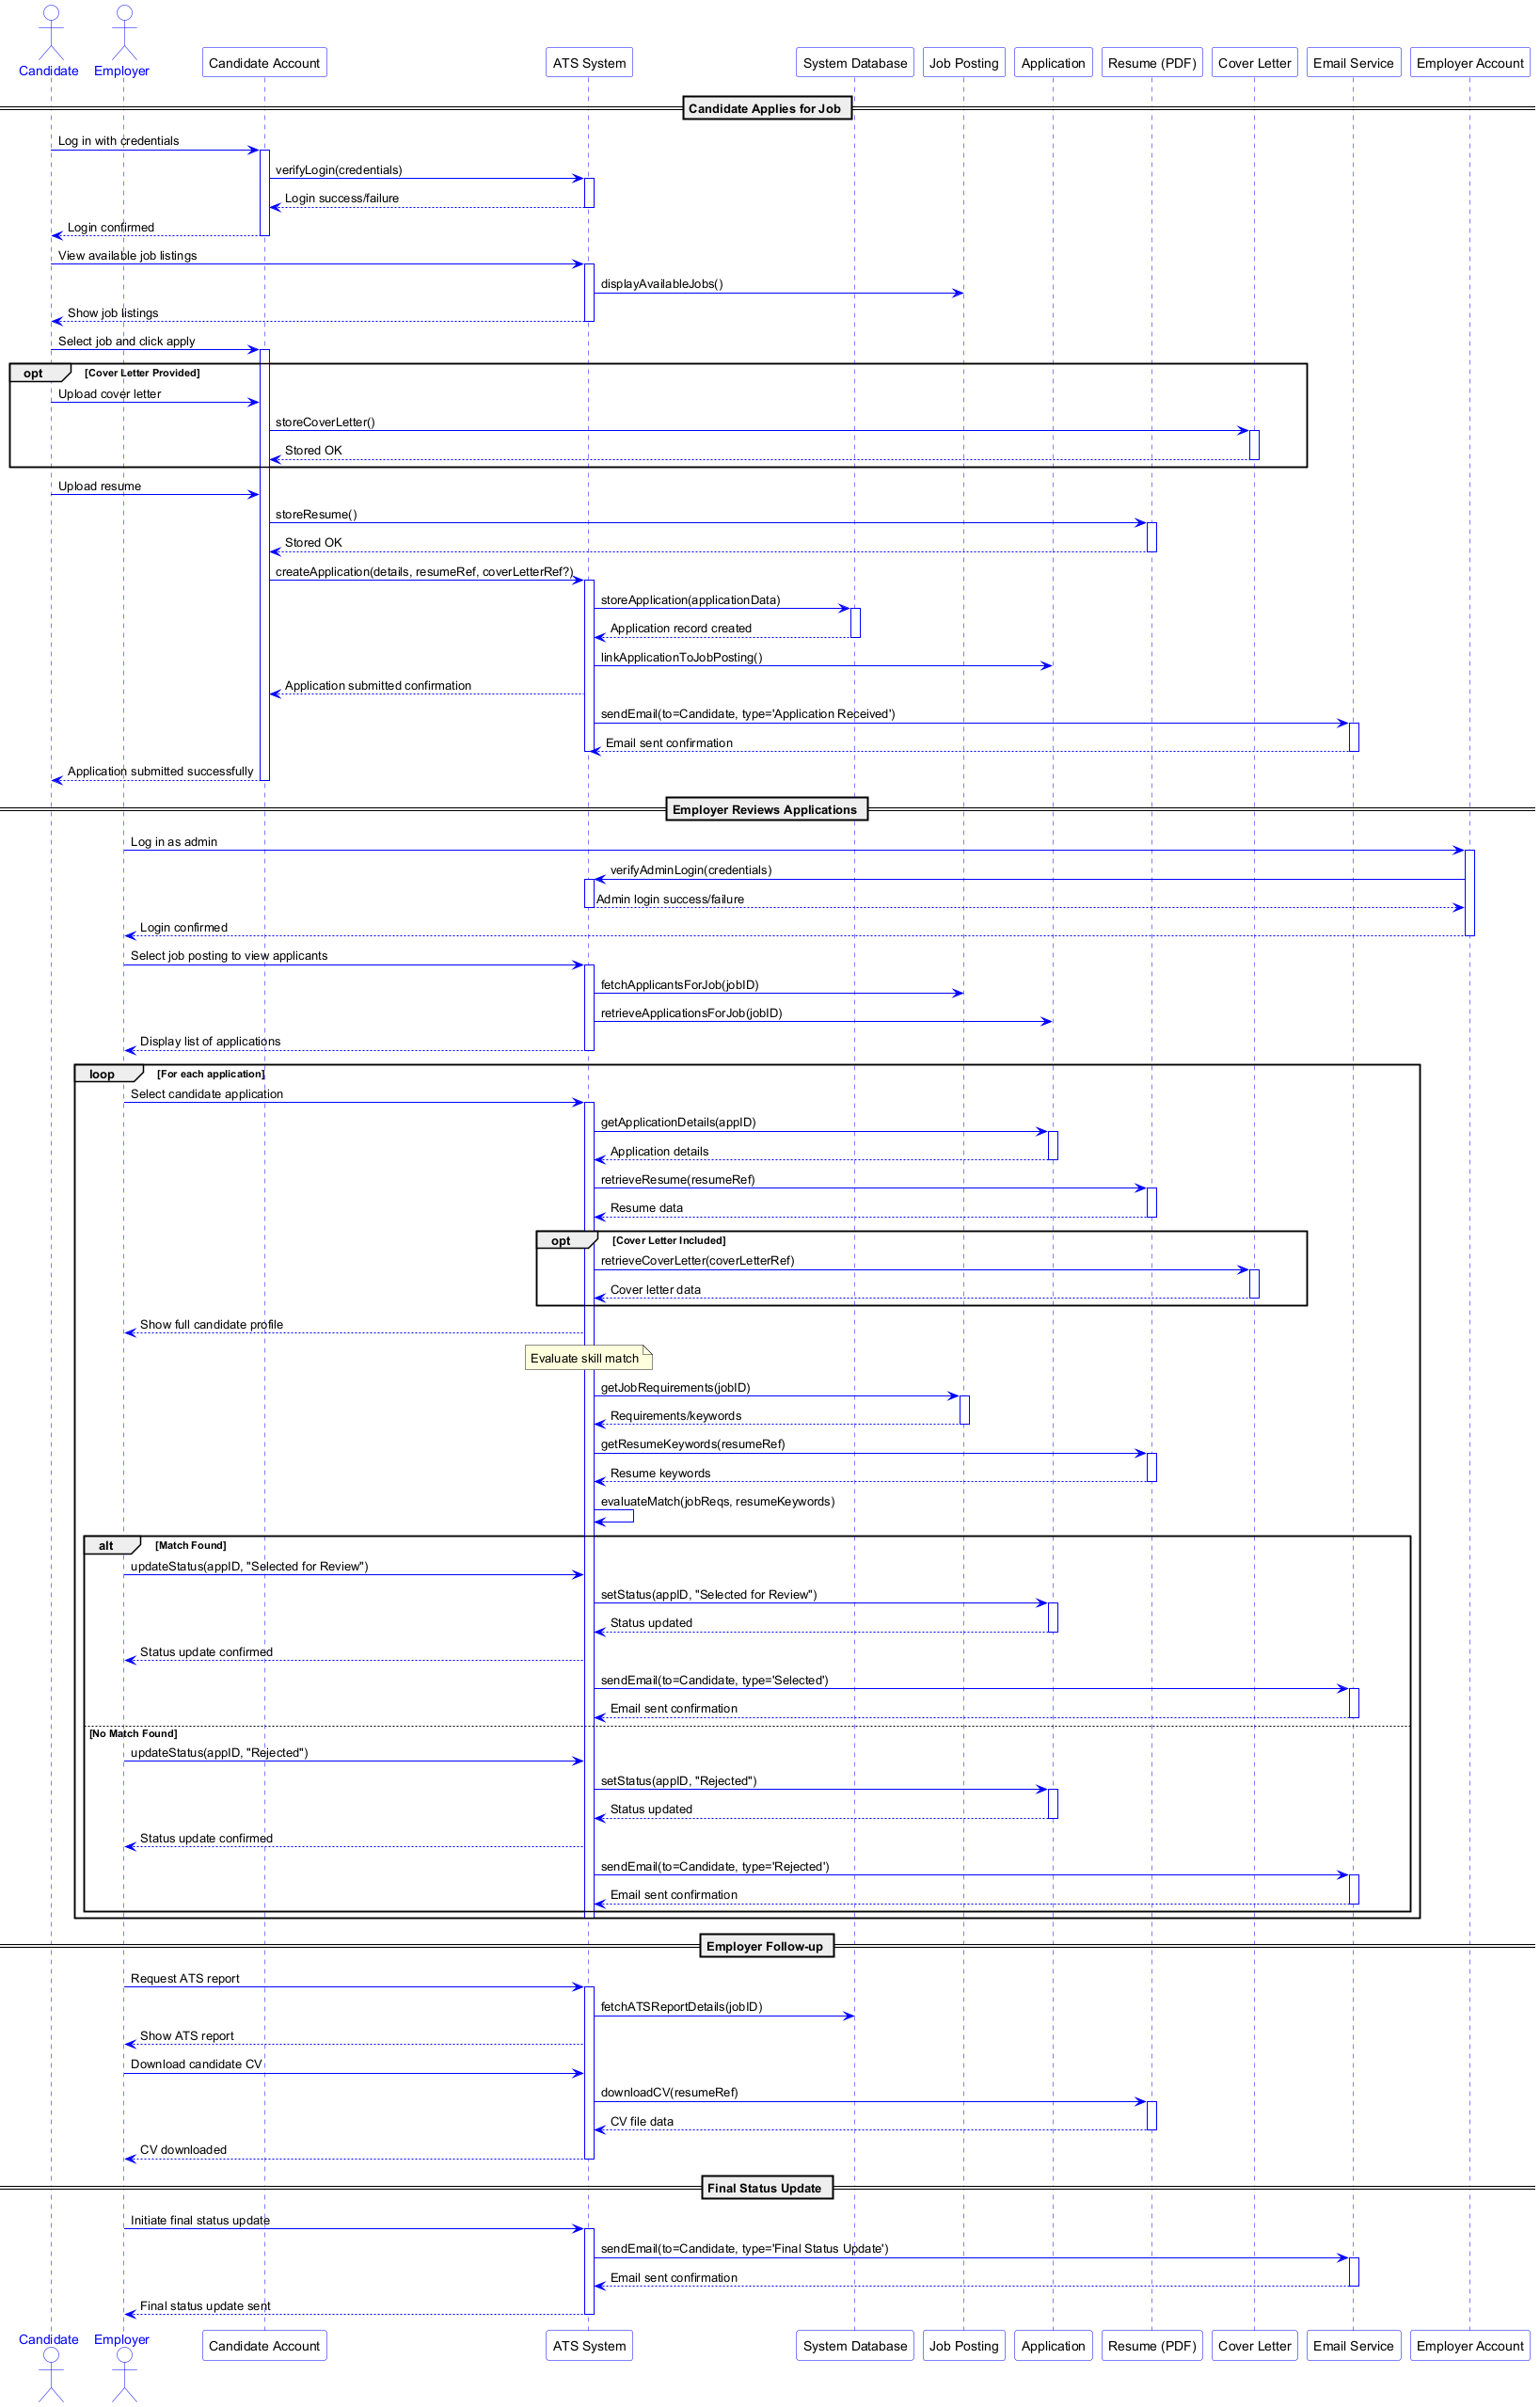 Candidate
Employer
Candidate Account
ATS System
System Database
Job Posting
Application
Resume (PDF)
Cover Letter
Email Service
Employer Account
Candidate Applies for Job
Log in with credentials
verifyLogin(credentials)
Login success/failure
Login confirmed
View available job listings
displayAvailableJobs()
Show job listings
Select job and click apply
opt [Cover Letter Provided]
Upload cover letter
storeCoverLetter()
Stored OK
Upload resume
storeResume()
Stored OK
createApplication(details, resumeRef, coverLetterRef?)
storeApplication(applicationData)
Application record created
linkApplicationToJobPosting()
Application submitted confirmation
sendEmail(to=Candidate, type='Application Received')
Email sent confirmation
Application submitted successfully
Employer Reviews Applications
Log in as admin
verifyAdminLogin(credentials)
Admin login success/failure
Login confirmed
Select job posting to view applicants
fetchApplicantsForJob(jobID)
retrieveApplicationsForJob(jobID)
Display list of applications
loop [For each application]
Select candidate application
getApplicationDetails(appID)
Application details
retrieveResume(resumeRef)
Resume data
opt [Cover Letter Included]
retrieveCoverLetter(coverLetterRef)
Cover letter data
Show full candidate profile
Evaluate skill match
getJobRequirements(jobID)
Requirements/keywords
getResumeKeywords(resumeRef)
Resume keywords
evaluateMatch(jobReqs, resumeKeywords)
alt [Match Found]
updateStatus(appID, "Selected for Review")
setStatus(appID, "Selected for Review")
Status updated
Status update confirmed
sendEmail(to=Candidate, type='Selected')
Email sent confirmation
[No Match Found]
updateStatus(appID, "Rejected")
setStatus(appID, "Rejected")
Status updated
Status update confirmed
sendEmail(to=Candidate, type='Rejected')
Email sent confirmation
Employer Follow-up
Request ATS report
fetchATSReportDetails(jobID)
Show ATS report
Download candidate CV
downloadCV(resumeRef)
CV file data
CV downloaded
Final Status Update
Initiate final status update
sendEmail(to=Candidate, type='Final Status Update')
Email sent confirmation
Final status update sent
Candidate
Employer
Candidate Account
ATS System
System Database
Job Posting
Application
Resume (PDF)
Cover Letter
Email Service
Employer Account